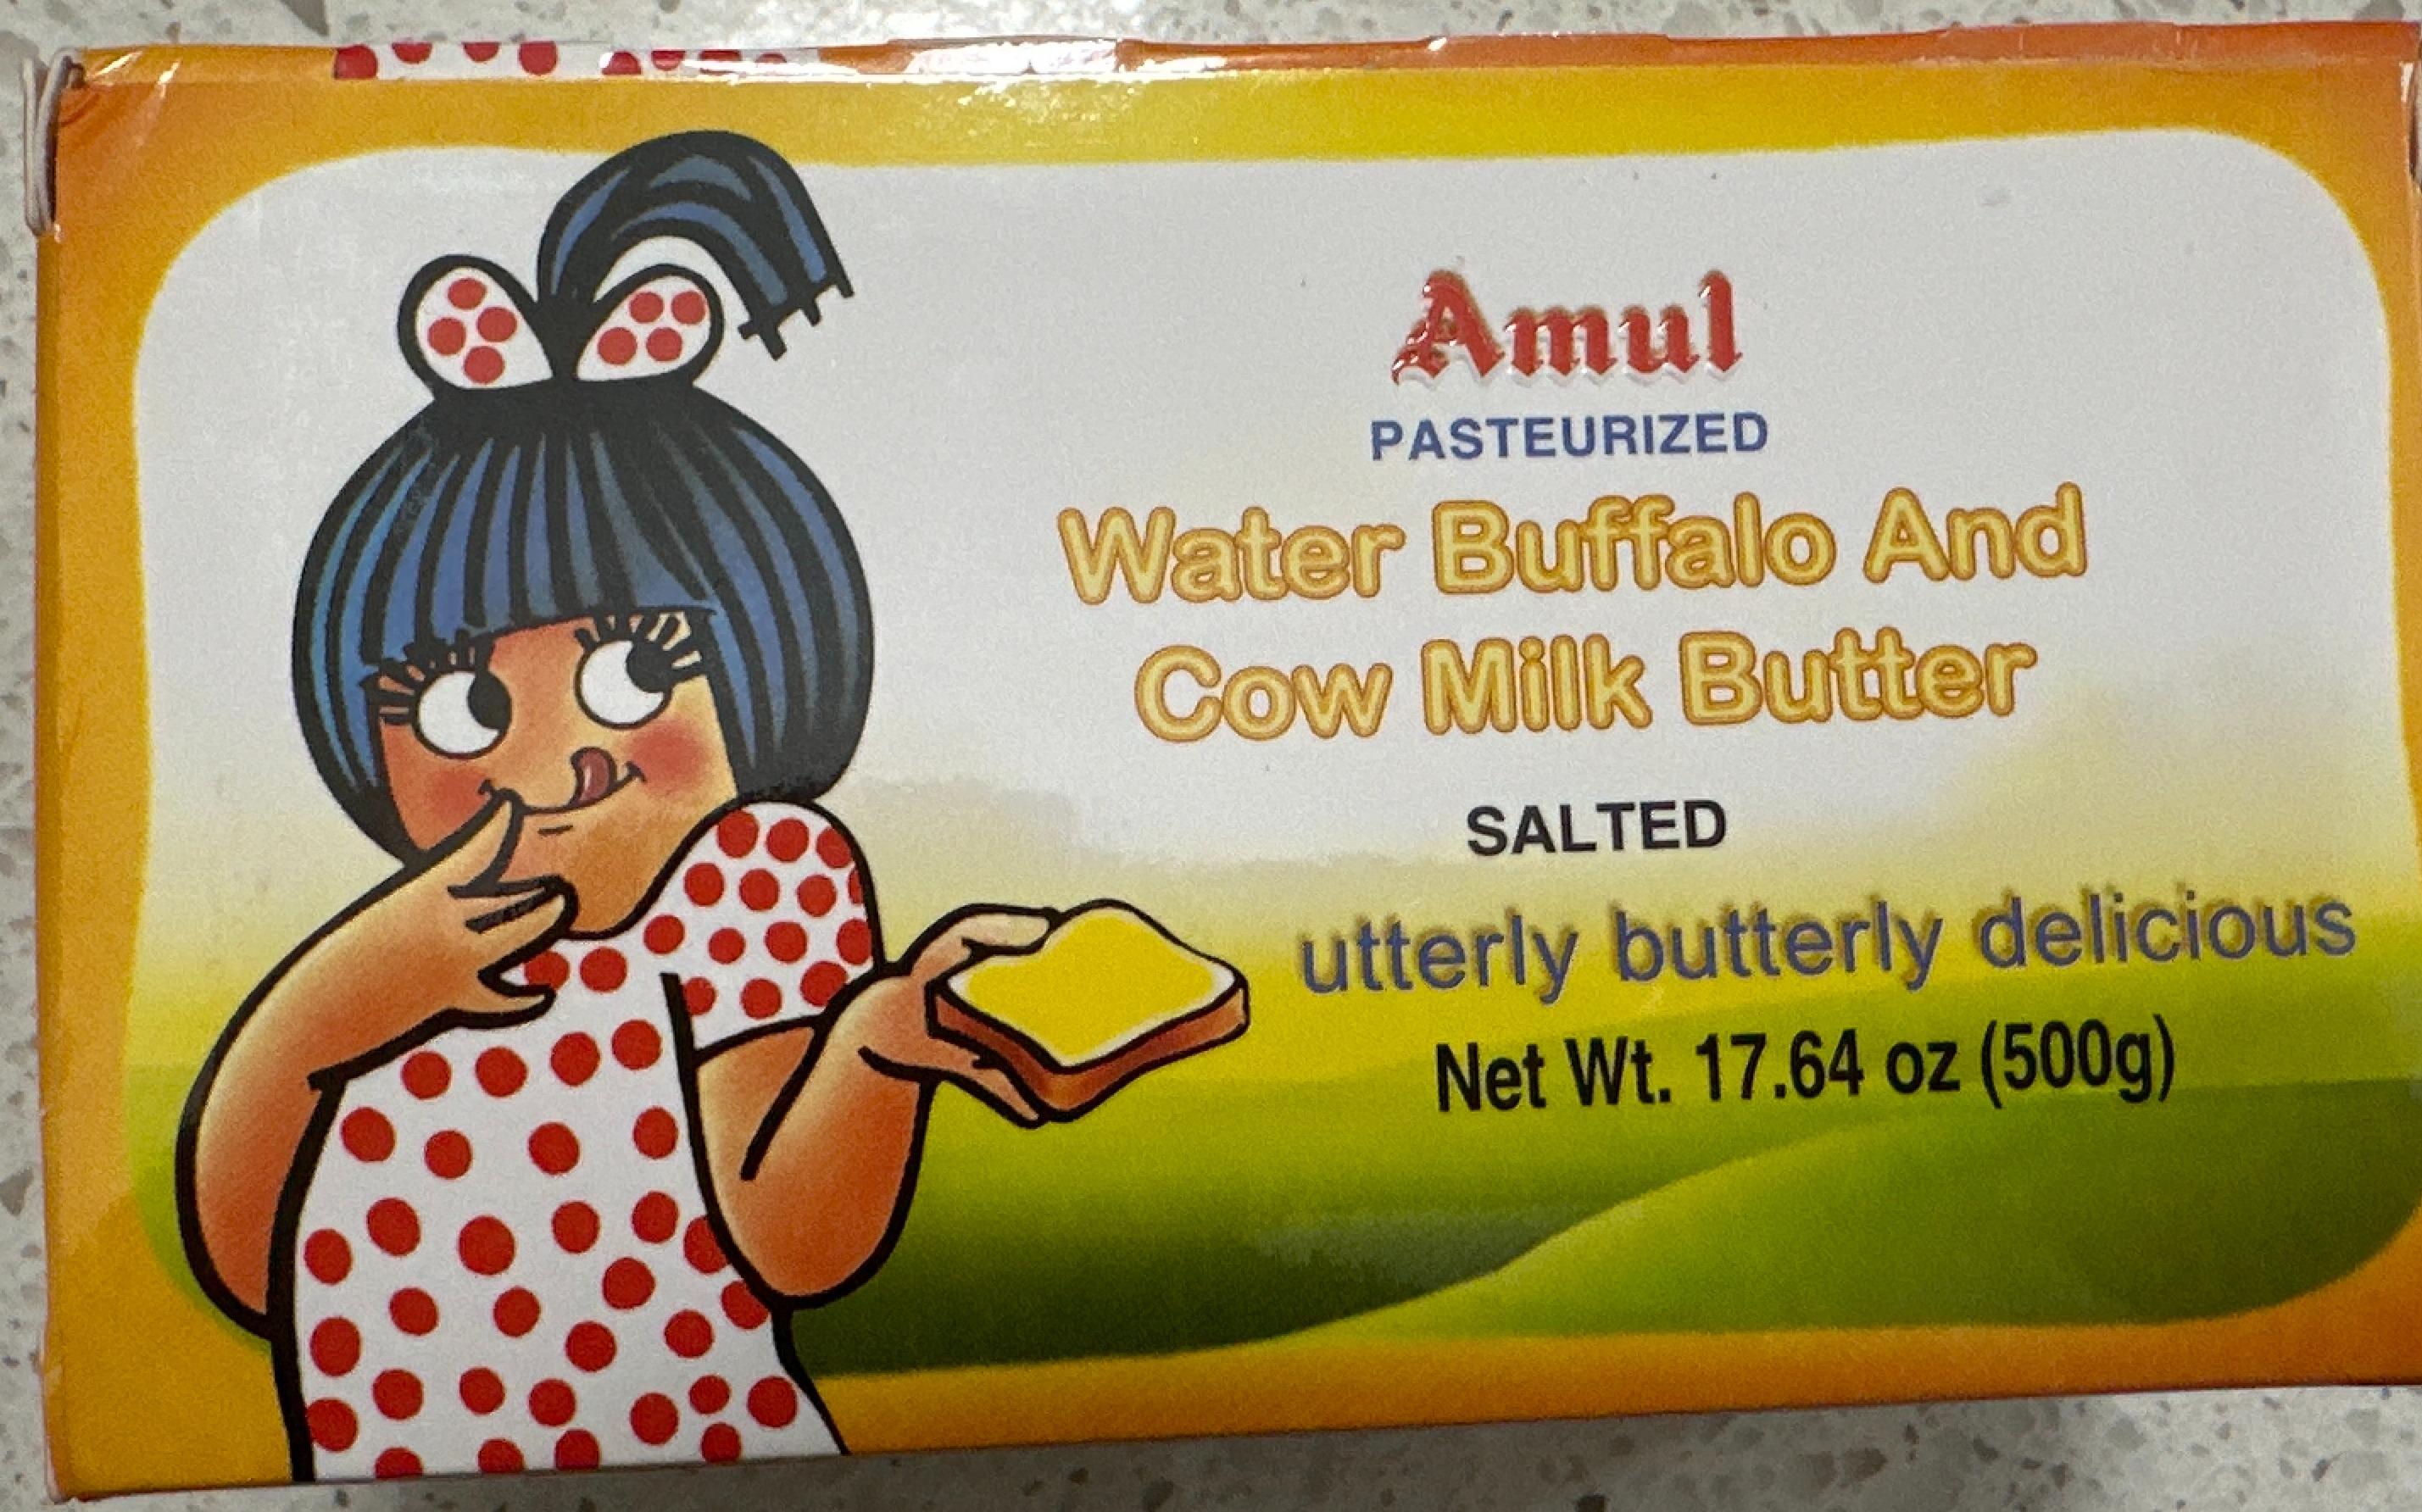 Amul
PASTEURIZED
Water Buffalo And
Cow Milk Butter
SALTED
utterly butterly delicious
Net Wt. 17.64 oz (500g)